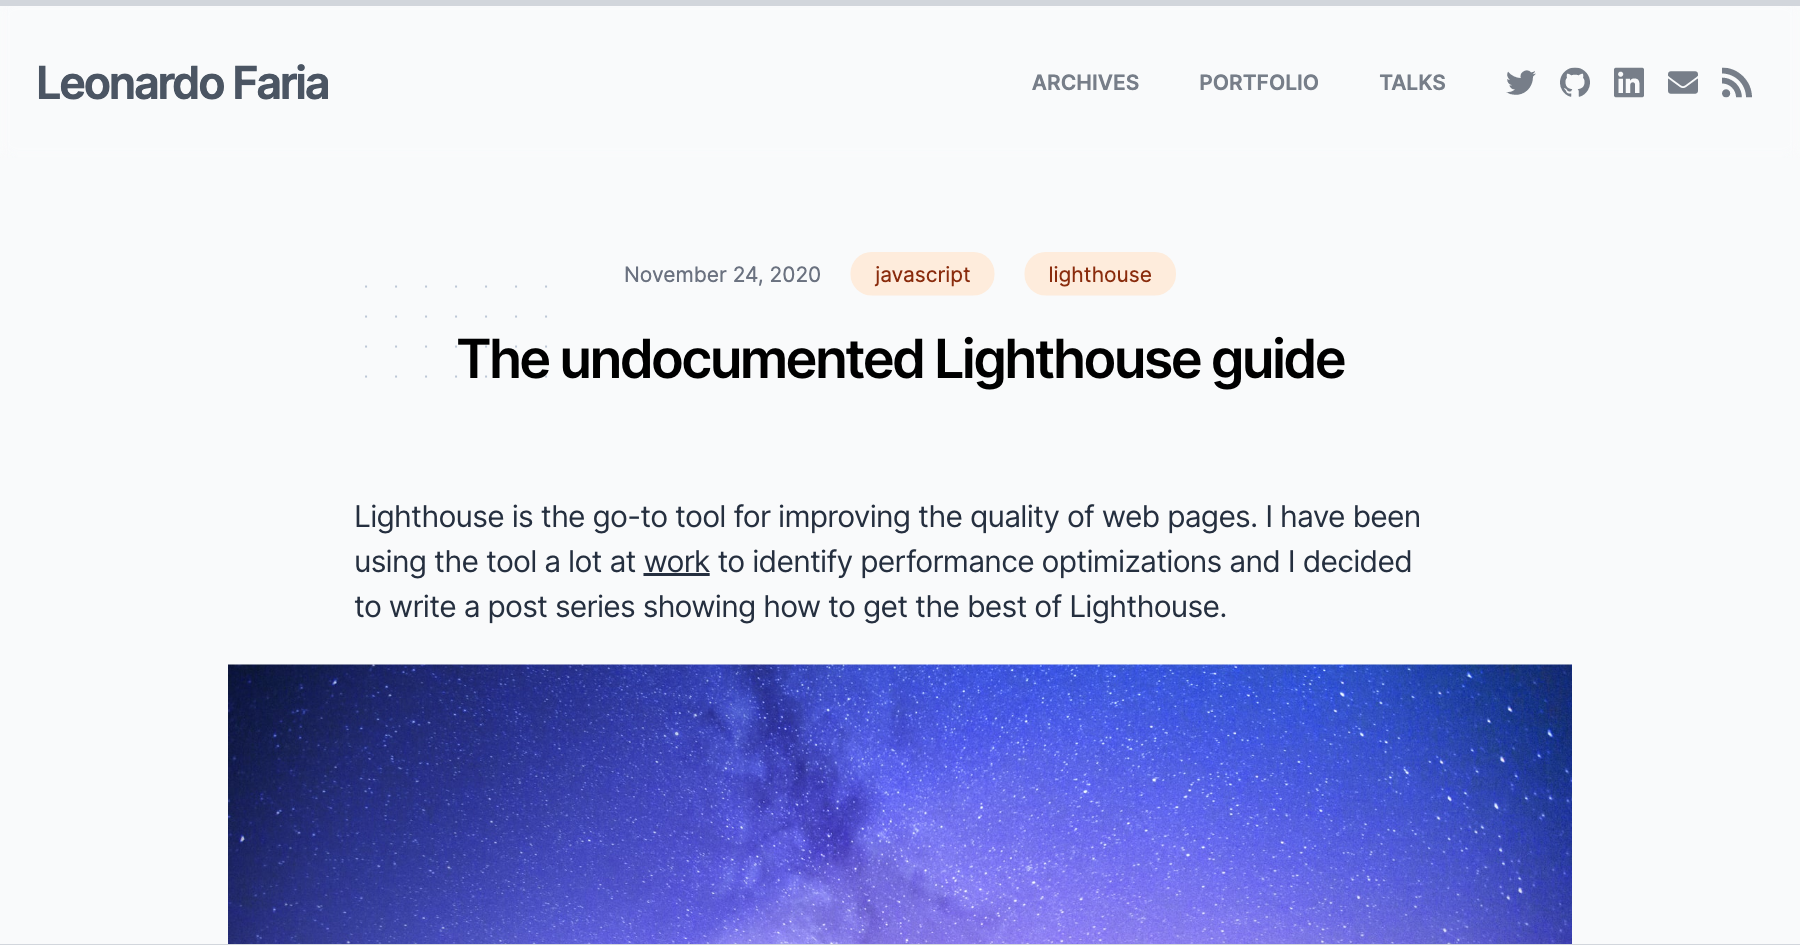 Leonardo Faria
ARCHIVES PORTFOLIO TALKS
November 24, 2020 javascript lighthouse
The undocumented Lighthouse guide
Lighthouse is the go-to tool for improving the quality of web pages. I have been
using the tool a lot at work to identify performance optimizations and I decided
to write a post series showing how to get the best of Lighthouse.